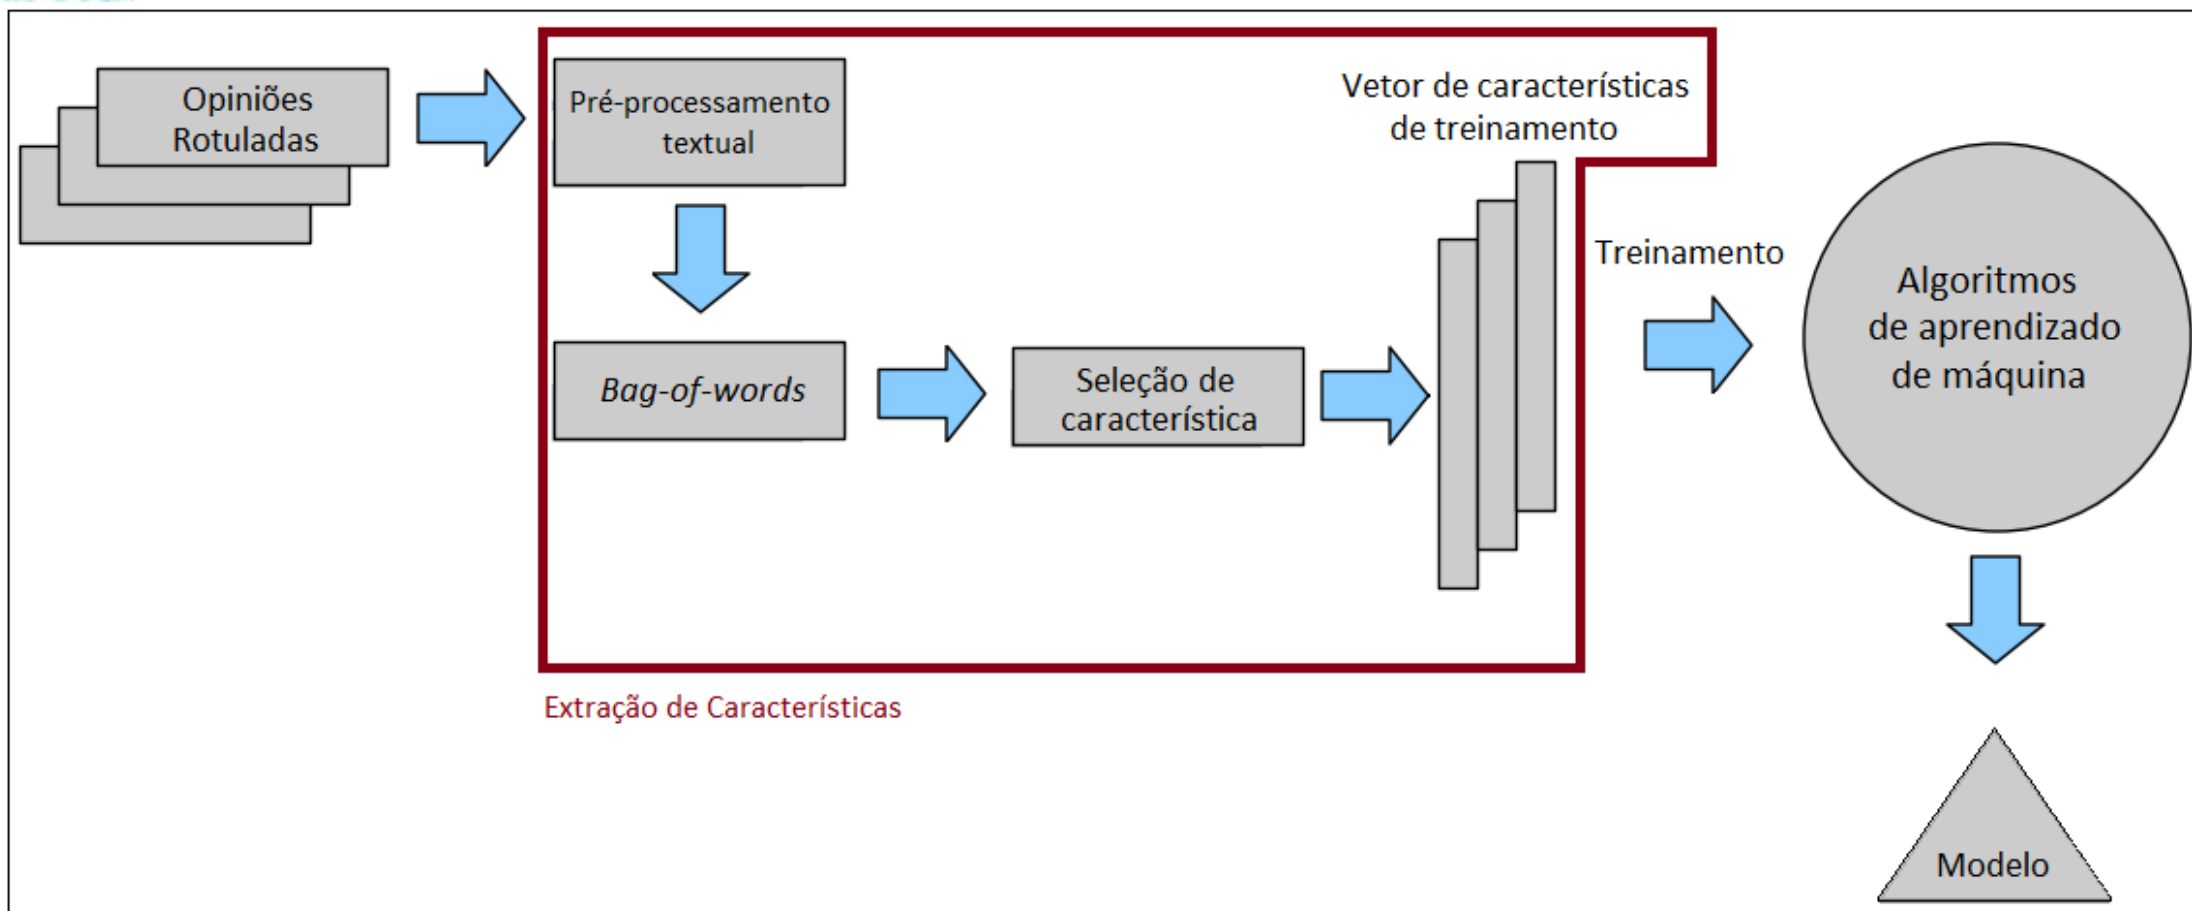 Opiniões
Rotuladas
Pré-processamento
textual
Vetor de características
de treinamento
Treinamento
Algoritmos
de aprendizado
de máquina
Bag-of-words
Seleção de
característica
Extração de Características
Modelo